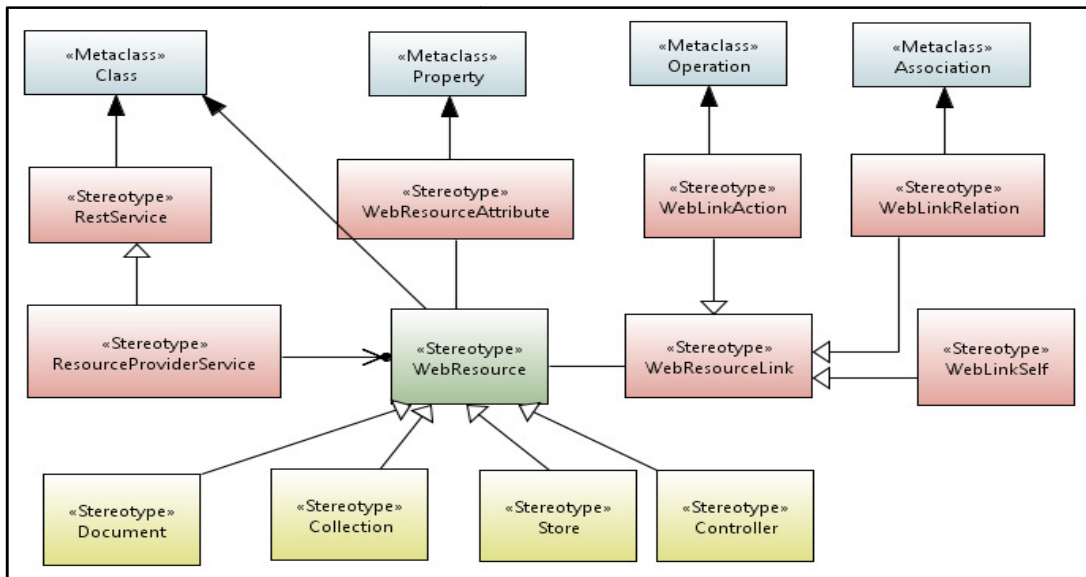 «Metaclass»
Class
«Metaclass»
Property
«Metaclass»
Operation
«Metaclass»
Association
«Stereotype»
RestService
«Stereotype»
WebResourceAttribute
«Stereotype»
WebLinkAction
«Stereotype»
WebLinkRelation
«Stereotype»
ResourceProviderService
«Stereotype»
WebResource
«Stereotype»
WebResourceLink
«Stereotype»
WebLinkSelf
«Stereotype»
Document
«Stereotype»
Collection
«Stereotype»
Store
«Stereotype»
Controller